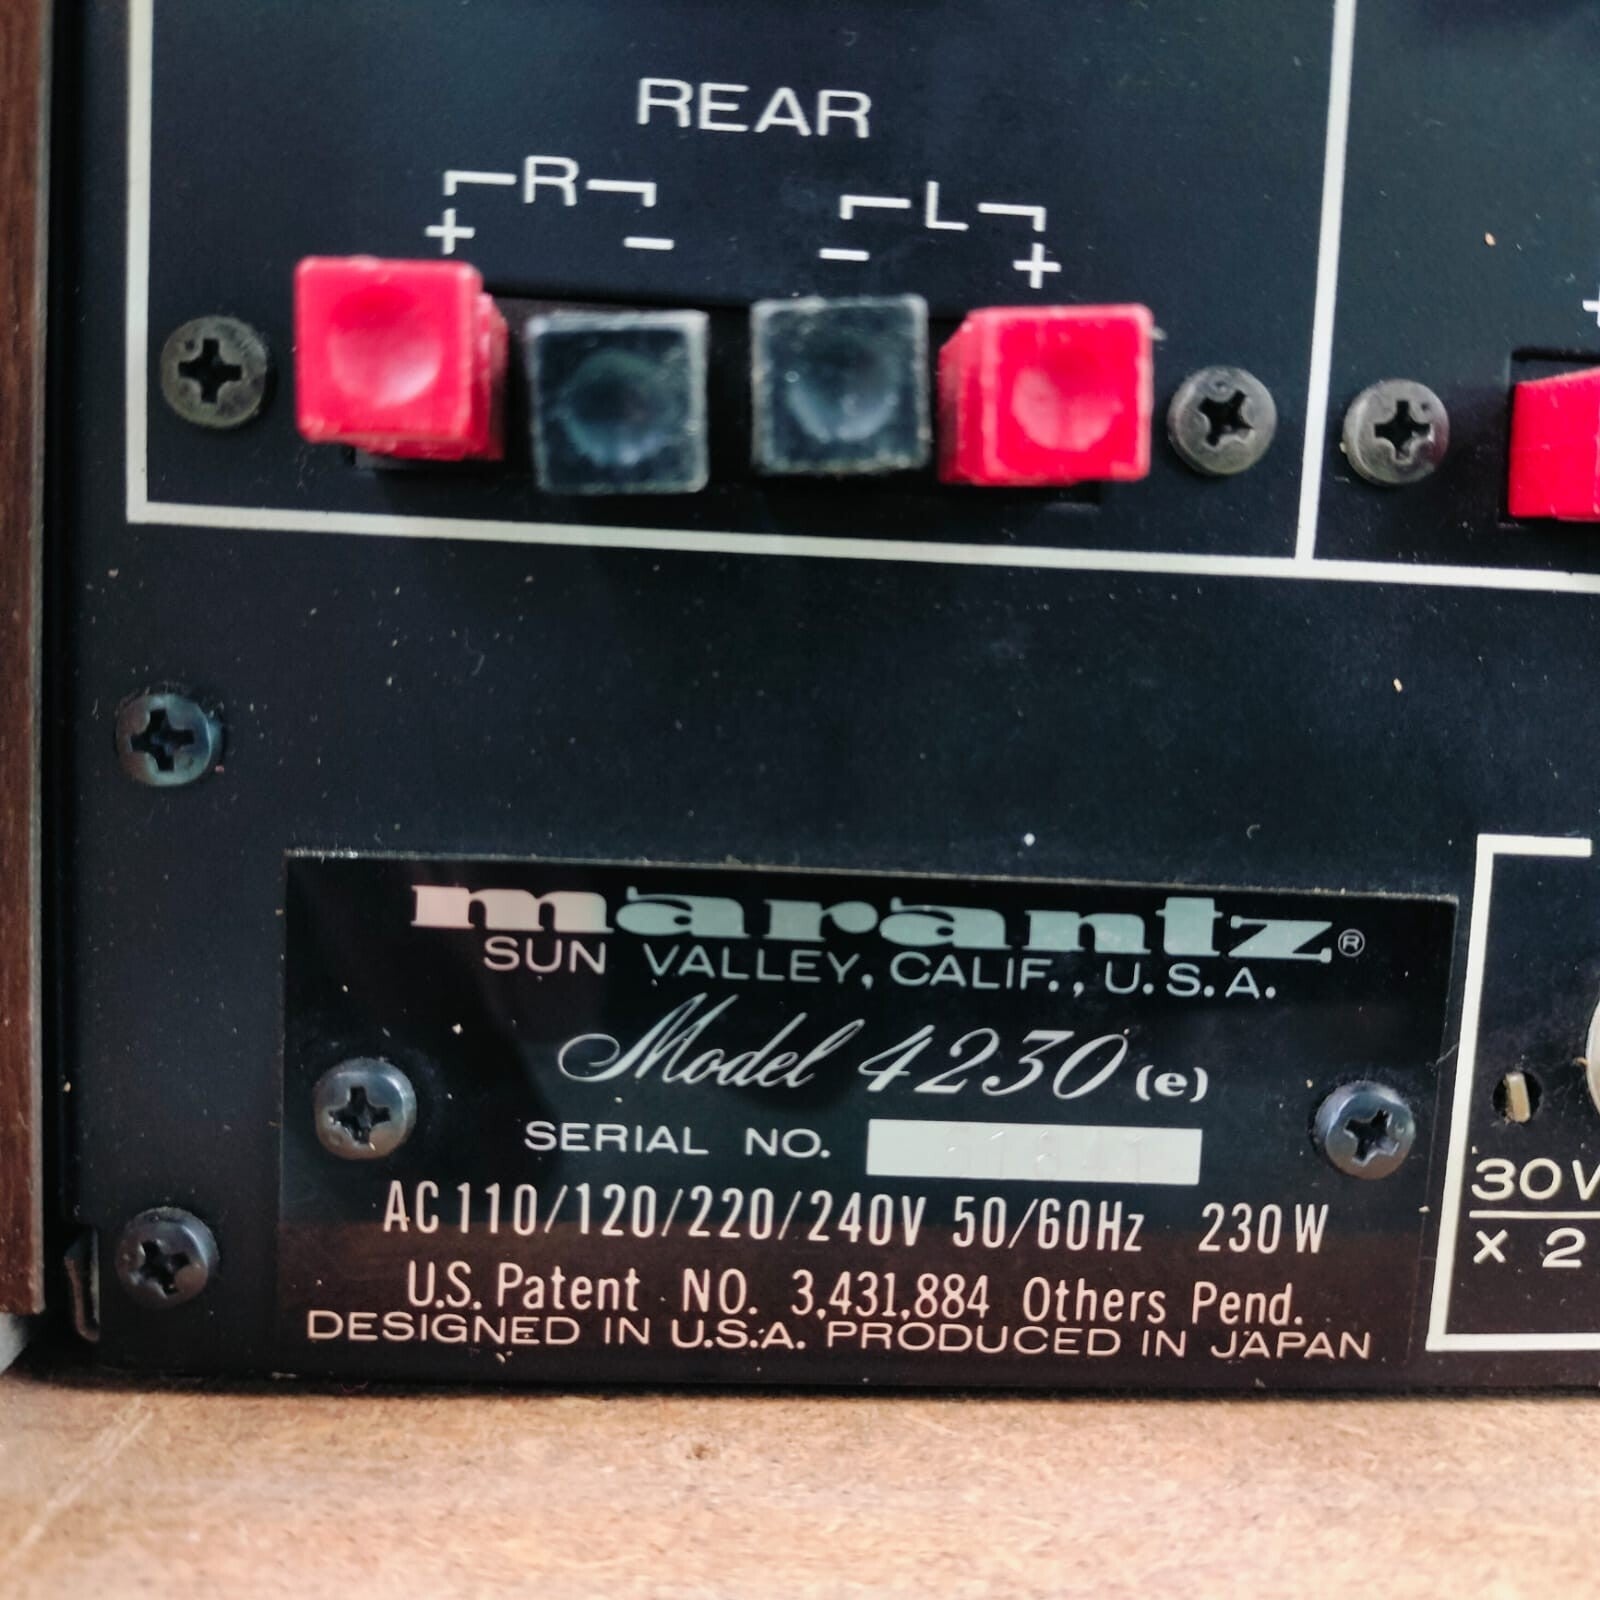 REAR
R L
+ - - +
marantz®
SUN VALLEY, CALIF., U.S.A.
Model 4230 (e)
SERIAL NO.
AC 110/120/220/240V 50/60Hz 230W
U.S. Patent NO. 3,431,884 Others Pend.
DESIGNED IN U.S.A. PRODUCED IN JAPAN
30V
x 2